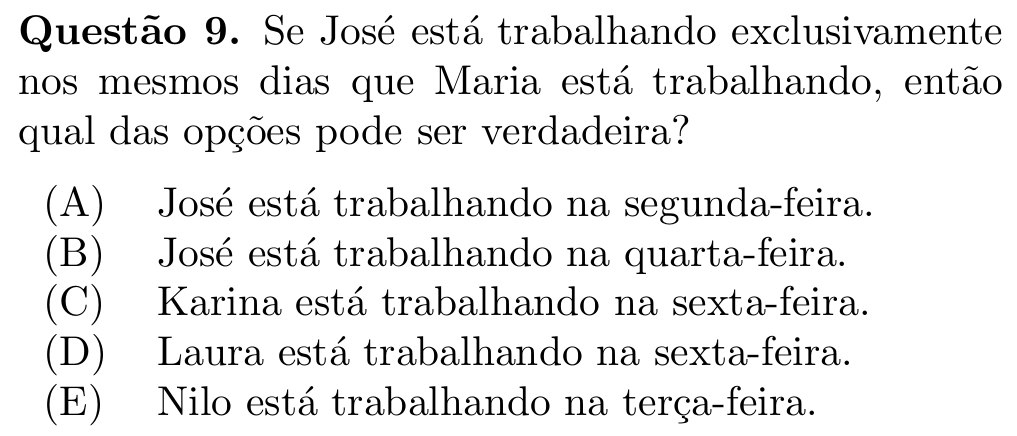 Questão 9. Se José está trabalhando exclusivamente
nos mesmos dias que Maria está trabalhando, então
qual das opções pode ser verdadeira?
(A) José está trabalhando na segunda-feira.
(B) José está trabalhando na quarta-feira.
(C) Karina está trabalhando na sexta-feira.
(D) Laura está trabalhando na sexta-feira.
(E) Nilo está trabalhando na terça-feira.